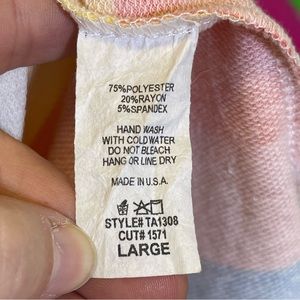 75%POLYESTER
20%RAYON
5%SPANDEX
HAND WASH
WITH COLD WATER
DO NOT BLEACH
HANG OR LINE DRY
MADE IN U.S.A.
STYLE# TA1308
CUT# 1571
LARGE